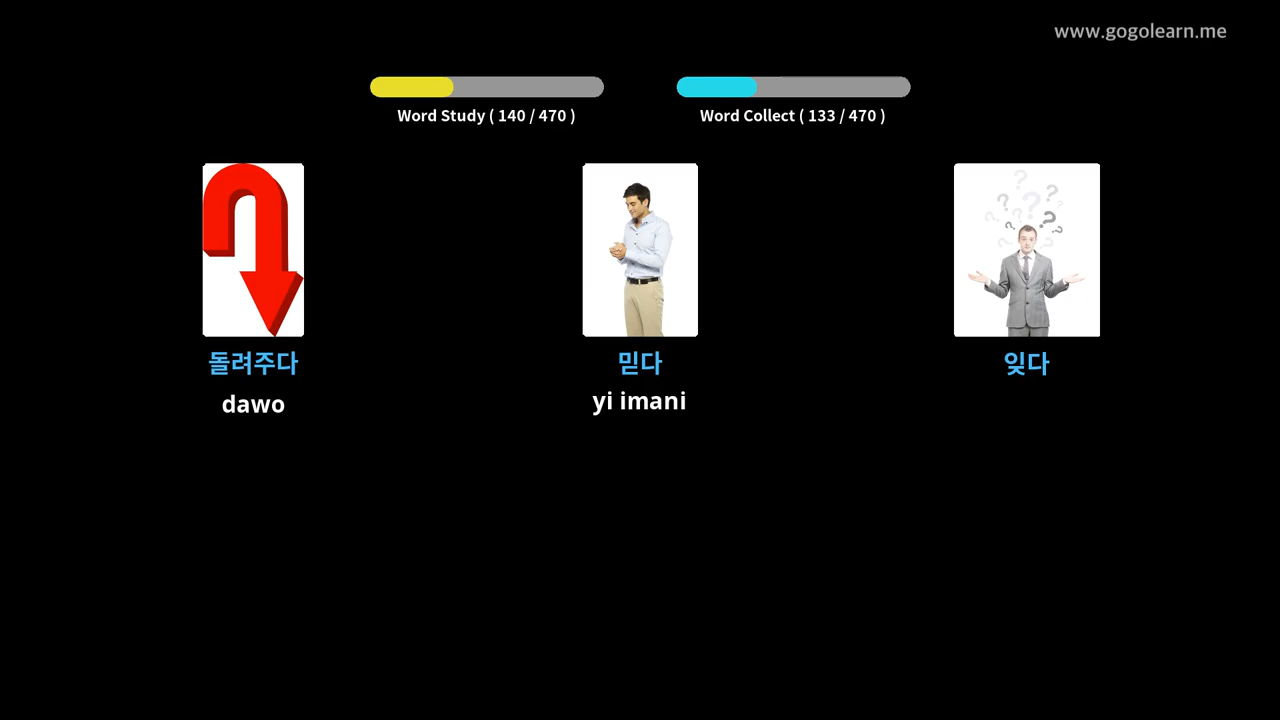 www.gogolearn.me
Word Study ( 140 / 470 )
Word Collect ( 133 / 470 )
돌려주다
믿다
잊다
dawo
yi imani